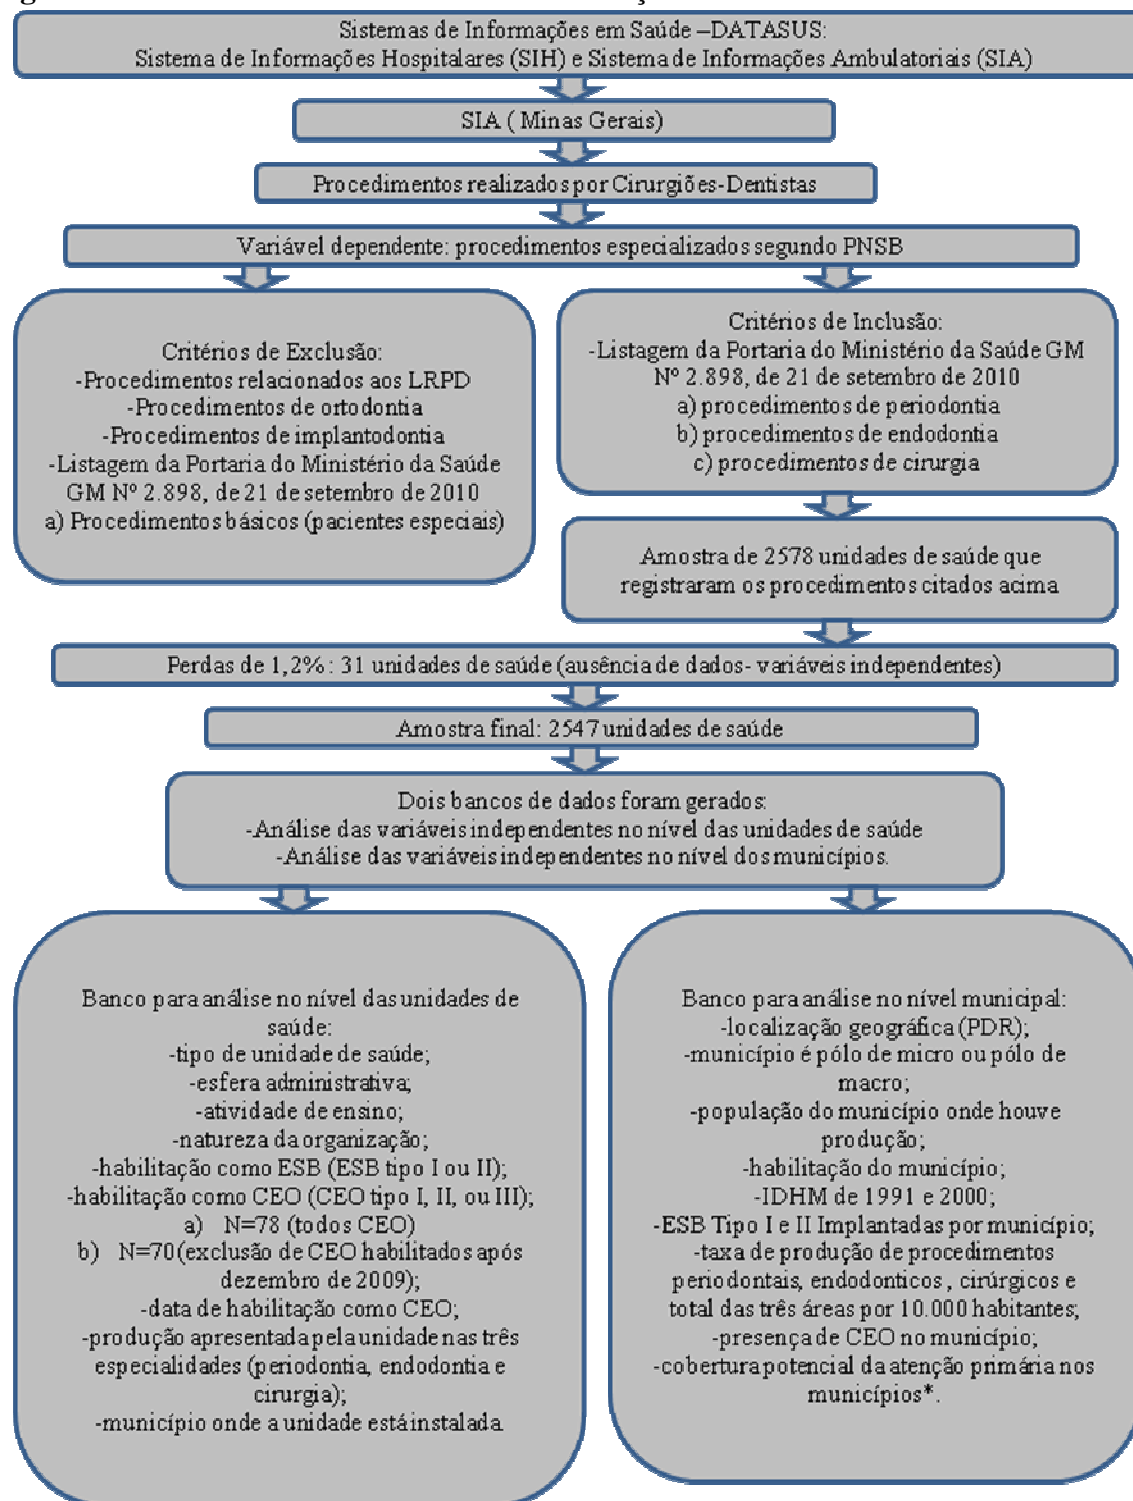 Sistemas de Informações em Saúde –DATASUS:
Sistema de Informações Hospitalares (SIH) e Sistema de Informações Ambulatoriais (SIA)
SIA ( Minas Gerais)
Procedimentos realizados por Cirurgiões-Dentistas
Variável dependente: procedimentos especializados segundo PNSB
Critérios de Exclusão:
-Procedimentos relacionados aos LRPD
-Procedimentos de ortodontia
-Procedimentos de implantodontia
-Listagem da Portaria do Ministério da Saúde
GM Nº 2.898, de 21 de setembro de 2010
a) Procedimentos básicos (pacientes especiais)
Critérios de Inclusão:
-Listagem da Portaria do Ministério da Saúde GM
Nº 2.898, de 21 de setembro de 2010
a) procedimentos de periodontia
b) procedimentos de endodontia
c) procedimentos de cirurgia
Amostra de 2578 unidades de saúde que
registraram os procedimentos citados acima
Perdas de 1,2% : 31 unidades de saúde (ausência de dados- variáveis independentes)
Amostra final: 2547 unidades de saúde
Dois bancos de dados foram gerados:
-Análise das variáveis independentes no nível das unidades de saúde
-Análise das variáveis independentes no nível dos municípios.
Banco para análise no nível das unidades de
saúde:
-tipo de unidade de saúde;
-esfera administrativa;
-atividade de ensino;
-natureza da organização;
-habilitação como ESB (ESB tipo I ou II);
-habilitação como CEO (CEO tipo I, II, ou III);
a) N=78 (todos CEO)
b) N=70 (exclusão de CEO habilitados após
dezembro de 2009);
-data de habilitação como CEO;
-produção apresentada pela unidade nas três
especialidades (periodontia, endodontia e
cirurgia);
-município onde a unidade está instalada
Banco para análise no nível municipal:
-localização geográfica (PDR);
-município é pólo de micro ou pólo de
macro;
-população do município onde houve
produção;
-habilitação do município;
-IDHM de 1991 e 2000;
-ESB Tipo I e II Implantadas por município;
-taxa de produção de procedimentos
periodontais, endodonticos , cirúrgicos e
total das três áreas por 10.000 habitantes;
-presença de CEO no município;
-cobertura potencial da atenção primária nos
municípios*.